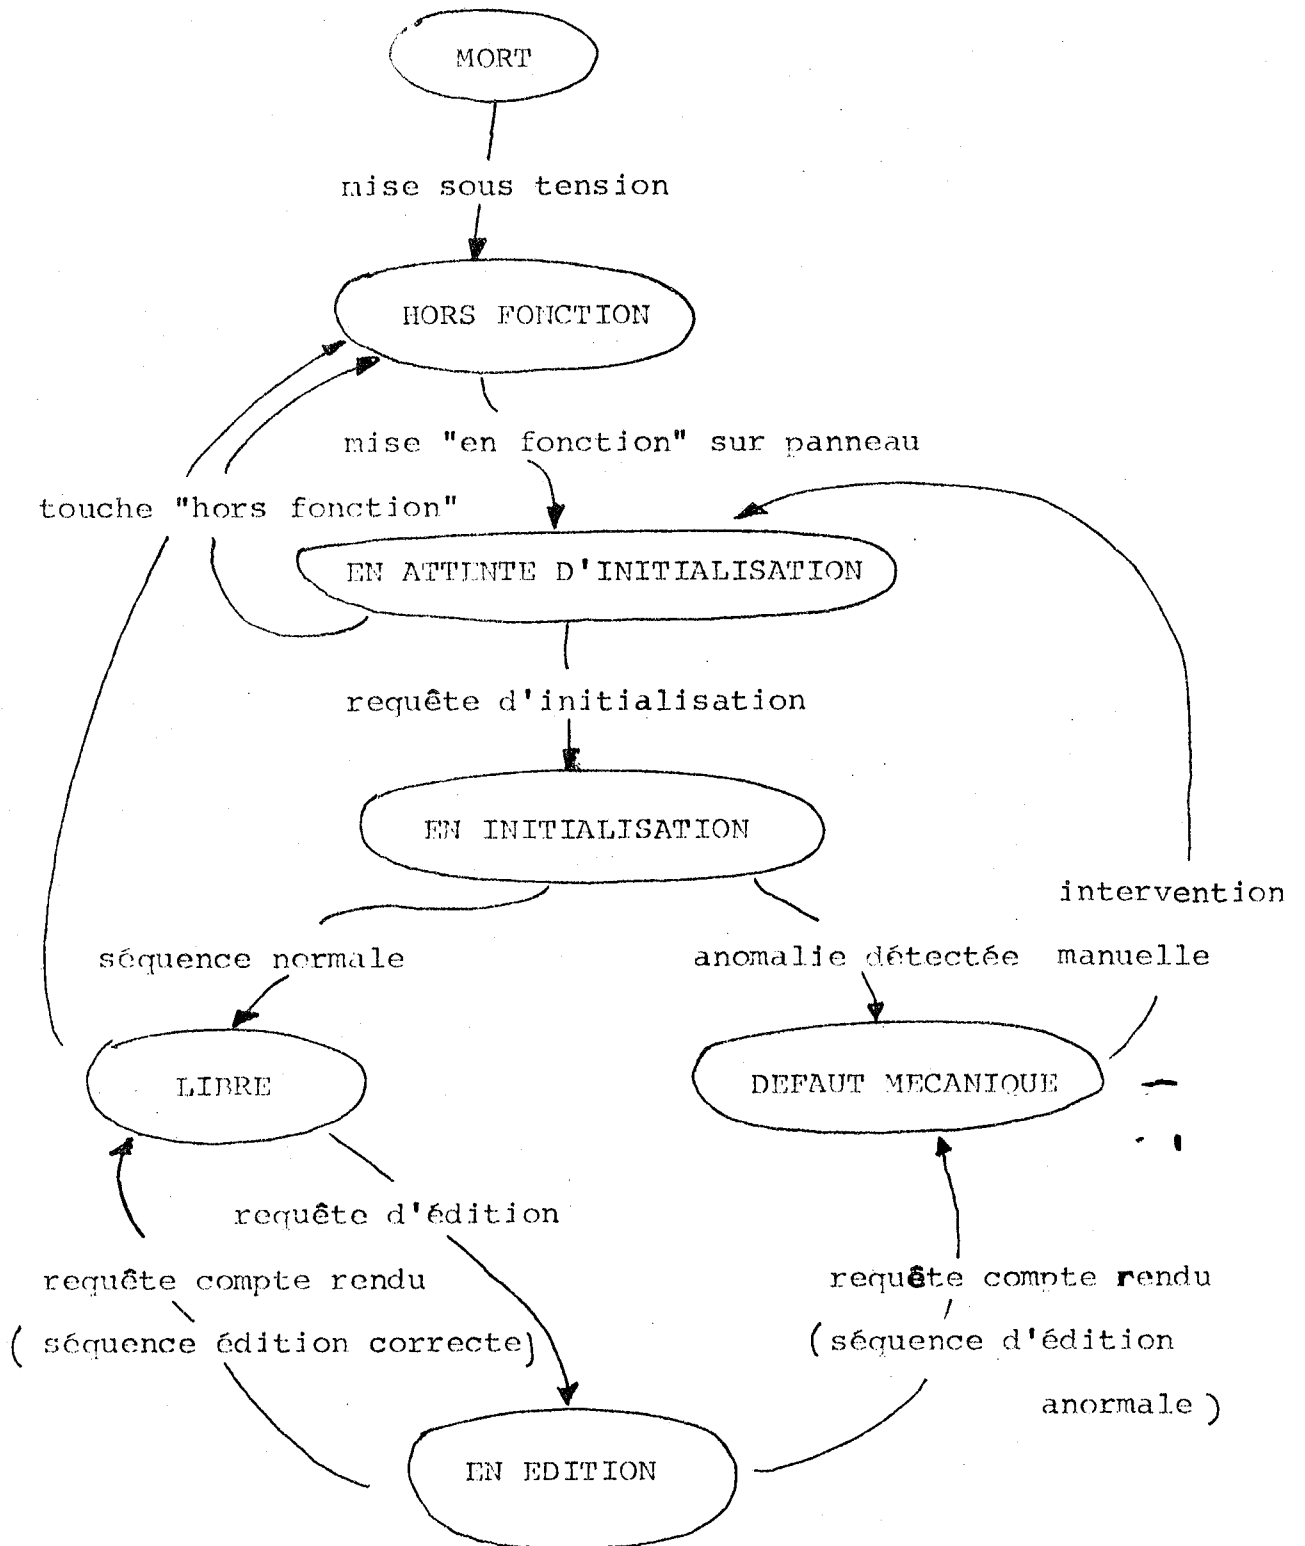 MORT
mise sous tension
HORS FONCTION
mise "en fonction" sur panneau
touche "hors fonction"
EN ATTENTE D'INITIALISATION
requête d'initialisation
EN INITIALISATION
intervention
séquence normale
anomalie détectée
manuelle
LIBRE
DEFAUT MECANIQUE
requête d'édition
requête compte rendu
(séquence édition correcte)
requête compte rendu
(séquence d'édition
anormale)
EN EDITION